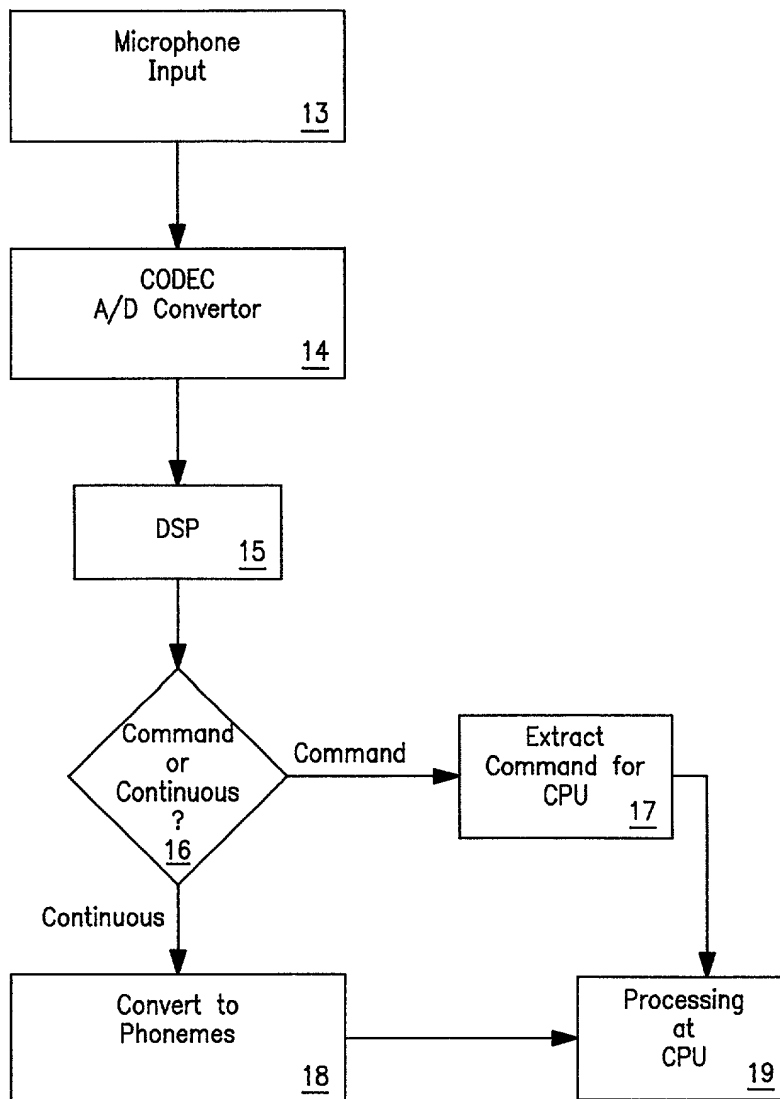 Microphone
Input
13
CODEC
A/D Convertor
14
DSP
15
Command
or
Continuous
?
16
Command
Extract
Command for
CPU
17
Continuous
Convert to
Phonemes
18
Processing
at
CPU
19